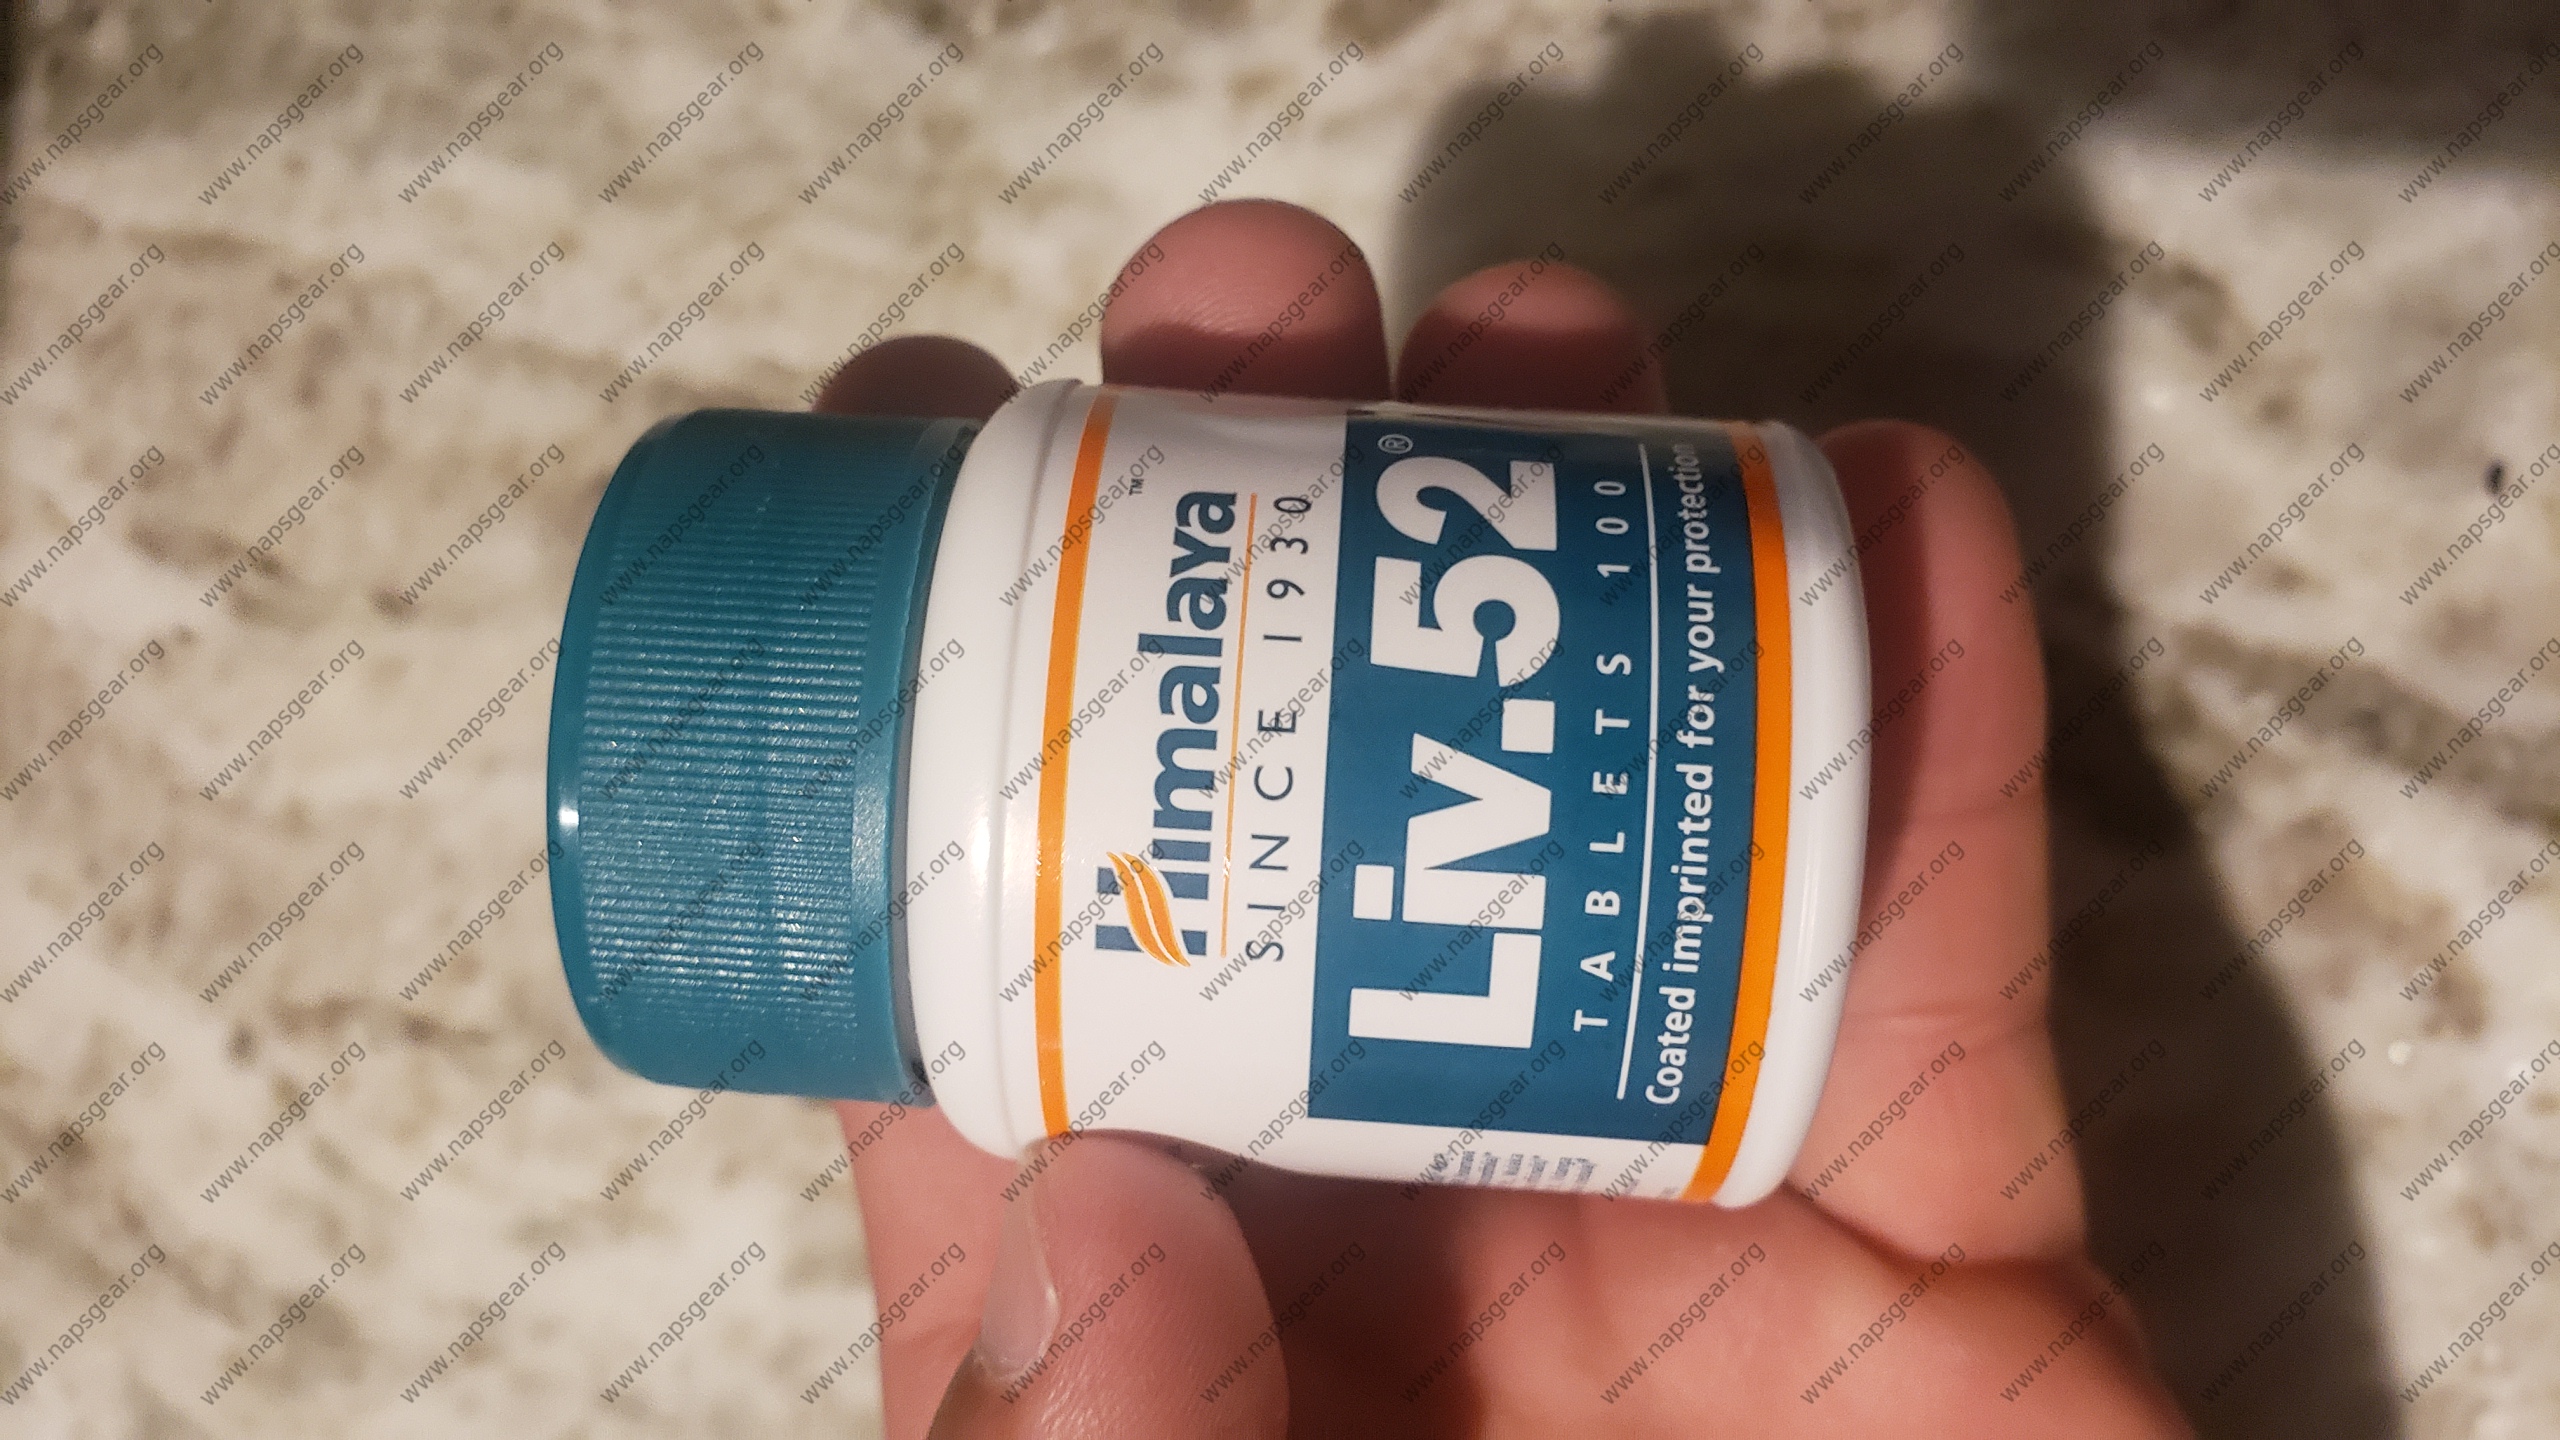 Himalaya™
SINCE 1930
Liv.52®
TABLETS 100
Coated imprinted for your protection
www.napsgear.org